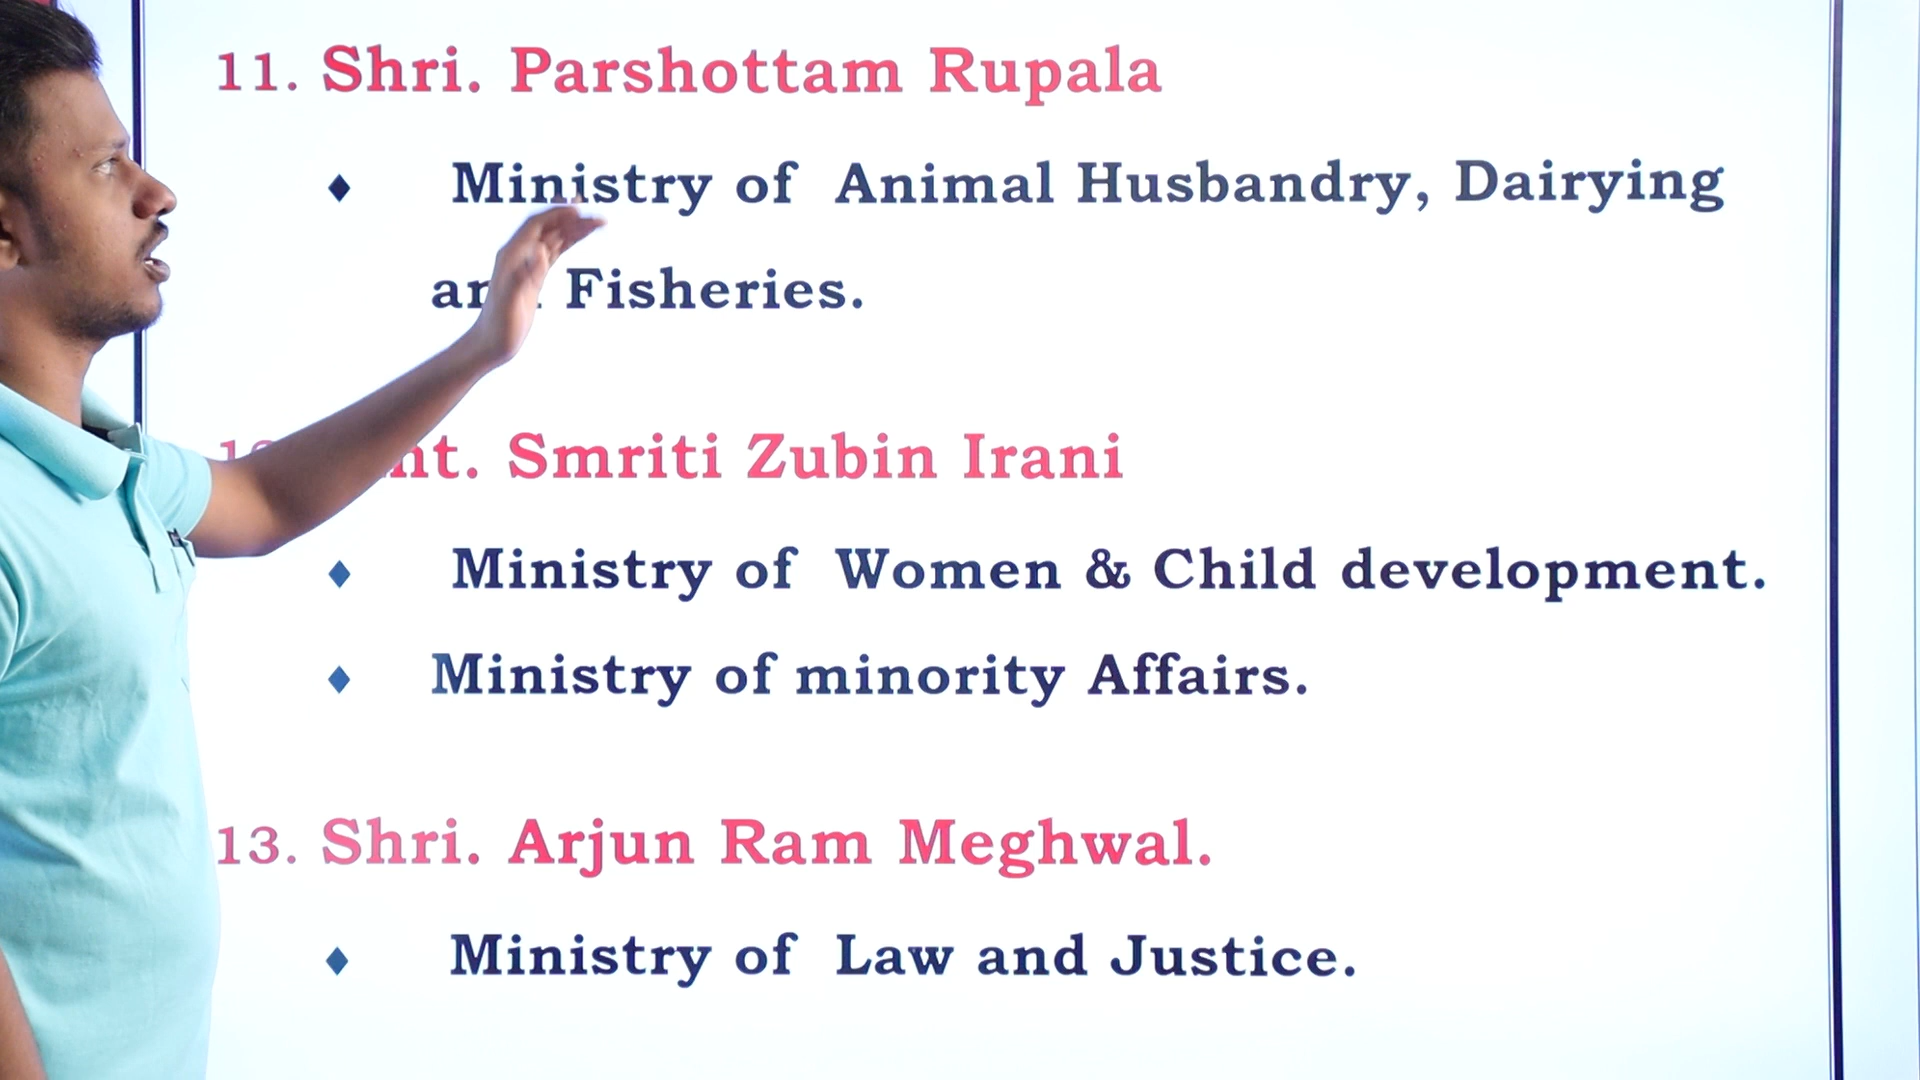 11. Shri. Parshottam Rupala
Ministry of Animal Husbandry, Dairying
Fisheries.
Smriti Zubin Irani
Ministry of Women & Child development.
Ministry of minority Affairs.
13. Shri. Arjun Ram Meghwal.
Ministry of Law and Justice.